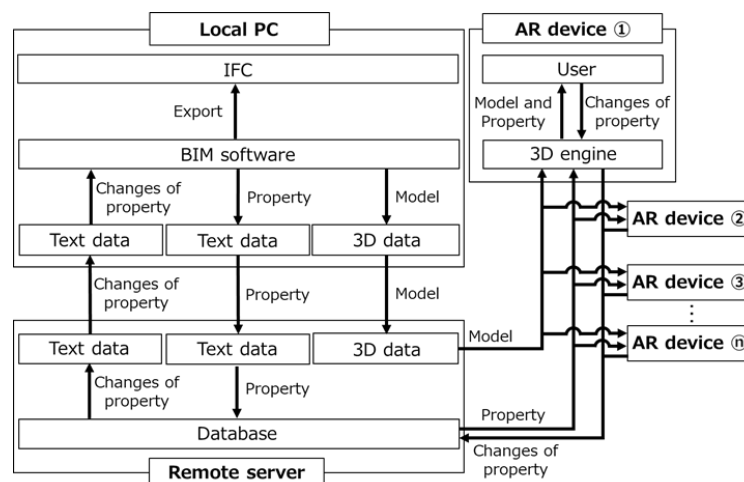 Local PC
IFC
Export
BIM software
Changes of
property
Property
Model
Text data
Text data
3D data
Changes of
property
Property
Model
Text data
Text data
3D data
Changes of
property
Property
Database
Remote server
AR device ①
User
Model and
Property
Changes of
property
3D engine
AR device ②
AR device ③
⋮
AR device ⓝ
Model
Property
Changes of
property